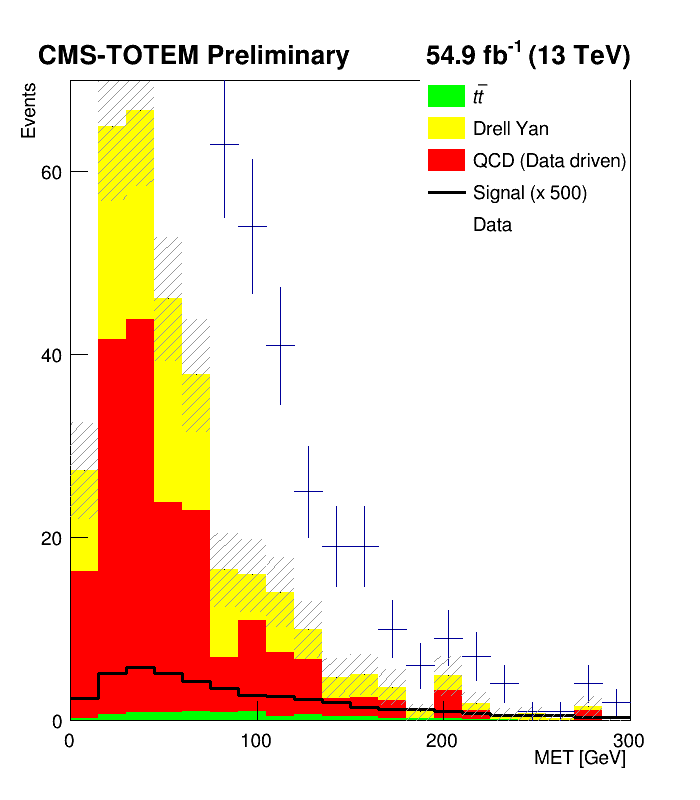 CMS-TOTEM Preliminary 54.9 fb⁻¹ (13 TeV)
Events
tt̅
Drell Yan
QCD (Data driven)
Signal (x 500)
Data
60
40
20
0
0 100 200 300
MET [GeV]